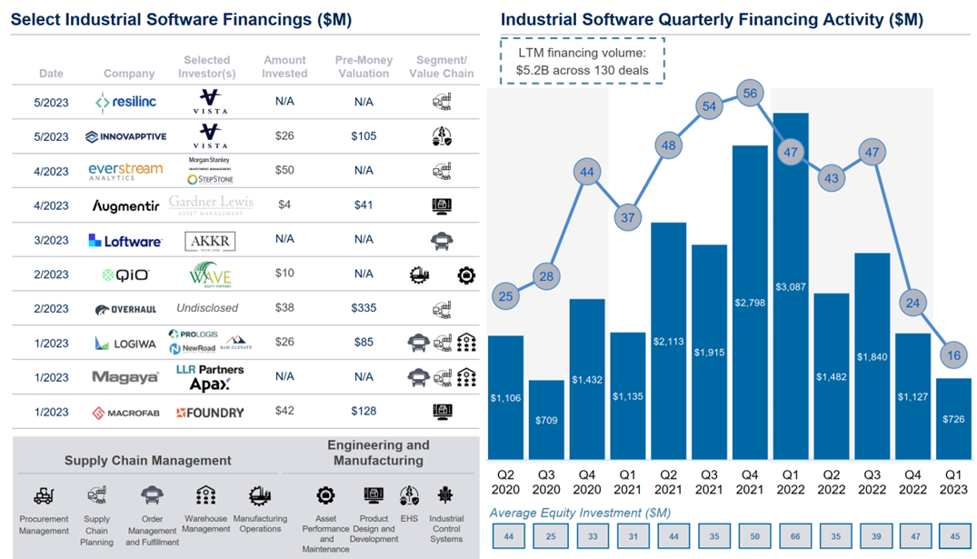 Select Industrial Software Financings ($M)
Date Company Selected Investor(s) Amount Invested Pre-Money Valuation Segment/ Value Chain
5/2023 resilinc VISTA N/A N/A
5/2023 INNOVAPPTIVE VISTA $26 $105
4/2023 everstream ANALYTICS Morgan Stanley INVESTMENT MANAGEMENT STEPSTONE $50 N/A
4/2023 Augmentir Gardner Lewis ASSET MANAGEMENT $4 $41
3/2023 Loftware AKKR N/A N/A
2/2023 QiO WAVE EQUITY PARTNERS $10 N/A
2/2023 OVERHAUL Undisclosed $38 $335
1/2023 LOGIWA PROLOGIS NewRoad RAM ELEVATE $26 $85
1/2023 Magaya LLR Partners Apax N/A N/A
1/2023 MACROFAB FOUNDRY $42 $128
Supply Chain Management
Engineering and Manufacturing
Procurement Management
Supply Chain Planning
Order Management and Fulfillment
Warehouse Management
Manufacturing Operations
Asset Performance and Maintenance
Product Design and Development
EHS
Industrial Control Systems
Industrial Software Quarterly Financing Activity ($M)
LTM financing volume:
$5.2B across 130 deals
25 28 44 37 48 54 56 47 43 47 24 16
$1,106 $709 $1,432 $1,135 $2,113 $1,915 $2,798 $3,087 $1,482 $1,840 $1,127 $726
Q2 Q3 Q4 Q1 Q2 Q3 Q4 Q1 Q2 Q3 Q4 Q1
2020 2020 2020 2021 2021 2021 2021 2022 2022 2022 2022 2023
Average Equity Investment ($M)
44 25 33 31 44 35 50 66 35 39 47 45